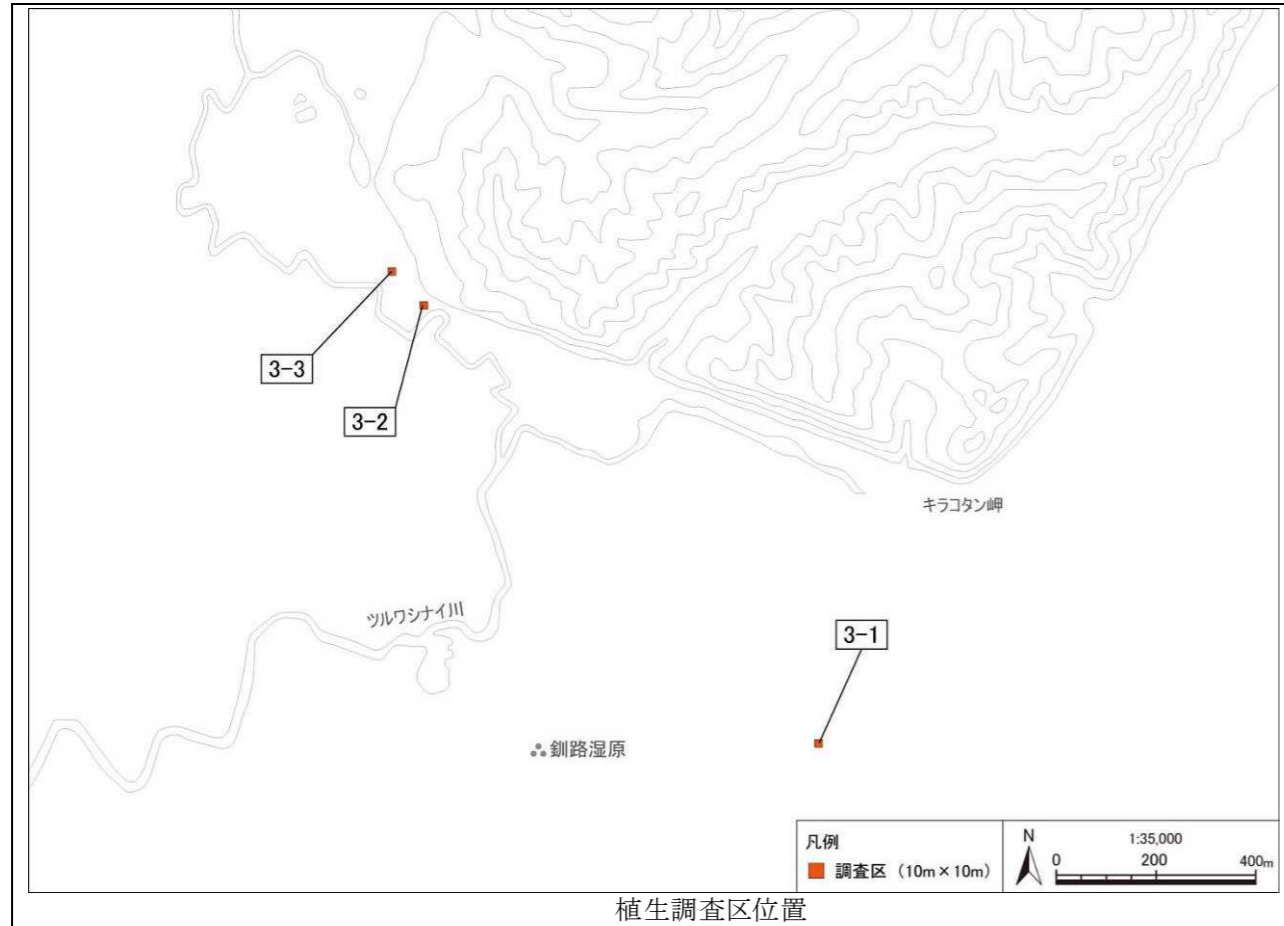 3-3
3-2
キラコタン岬
ツルワシナイ川
3-1
釧路湿原
凡例
調査区（10m×10m）
N
1:35,000
0 200 400m
植生調査区位置